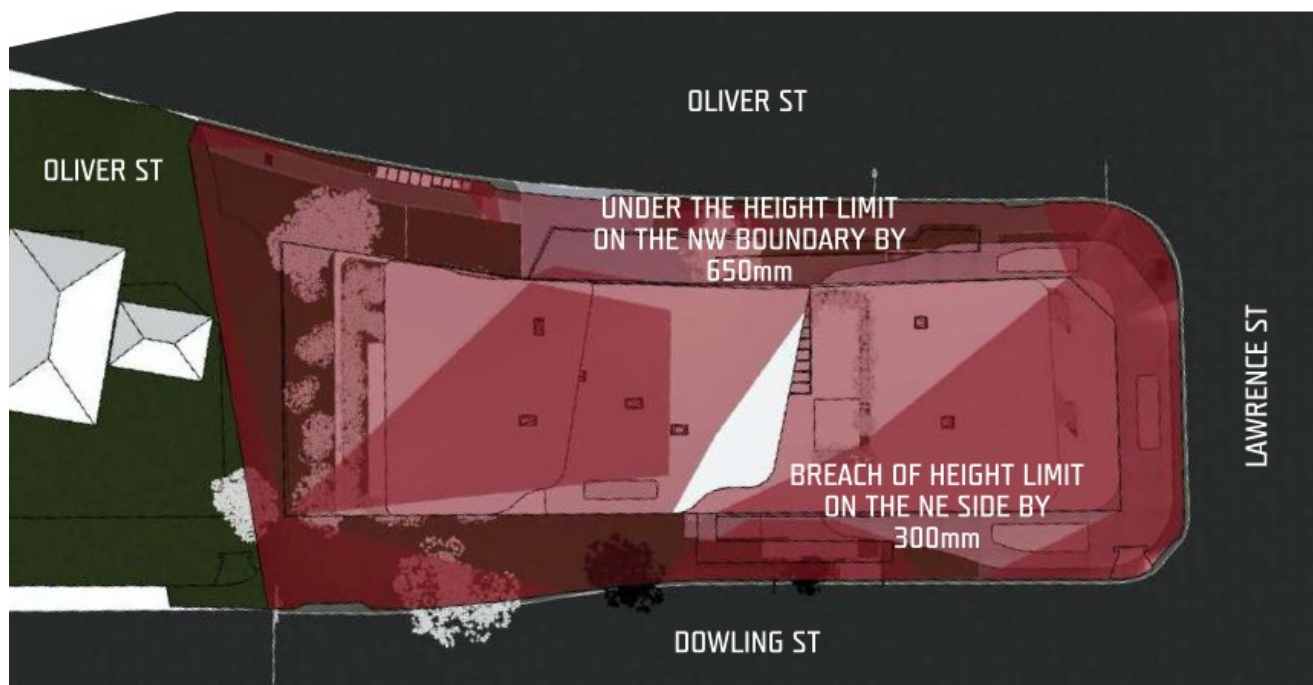 OLIVER ST
OLIVER ST
UNDER THE HEIGHT LIMIT
ON THE NW BOUNDARY BY
650mm
LAWRENCE ST
BREACH OF HEIGHT LIMIT
ON THE NE SIDE BY
300mm
DOWLING ST